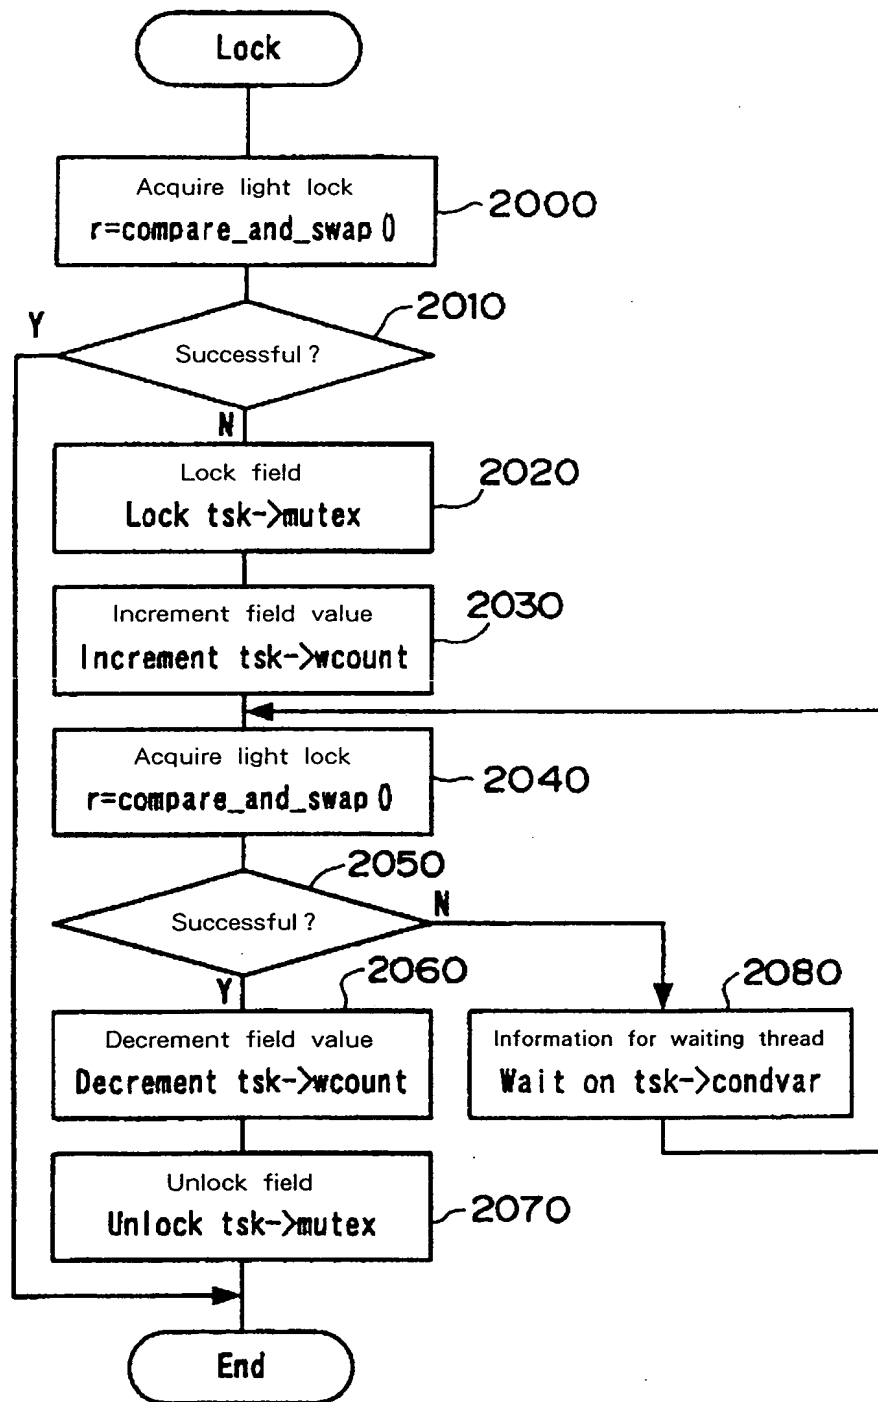 Lock
Acquire light lock
r=compare_and_swap()
2000
2010
Y
Successful?
N
Lock field
Lock tsk->mutex
2020
Increment field value
Increment tsk->wcount
2030
Acquire light lock
r=compare_and_swap()
2040
2050
Successful?
N
Y
2060
Decrement field value
Decrement tsk->wcount
2080
Information for waiting thread
Wait on tsk->condvar
Unlock field
Unlock tsk->mutex
2070
End